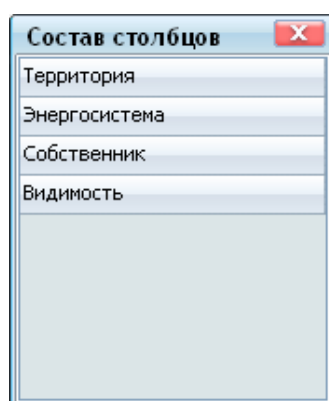 Состав столбцов
Территория
Энергосистема
Собственник
Видимость